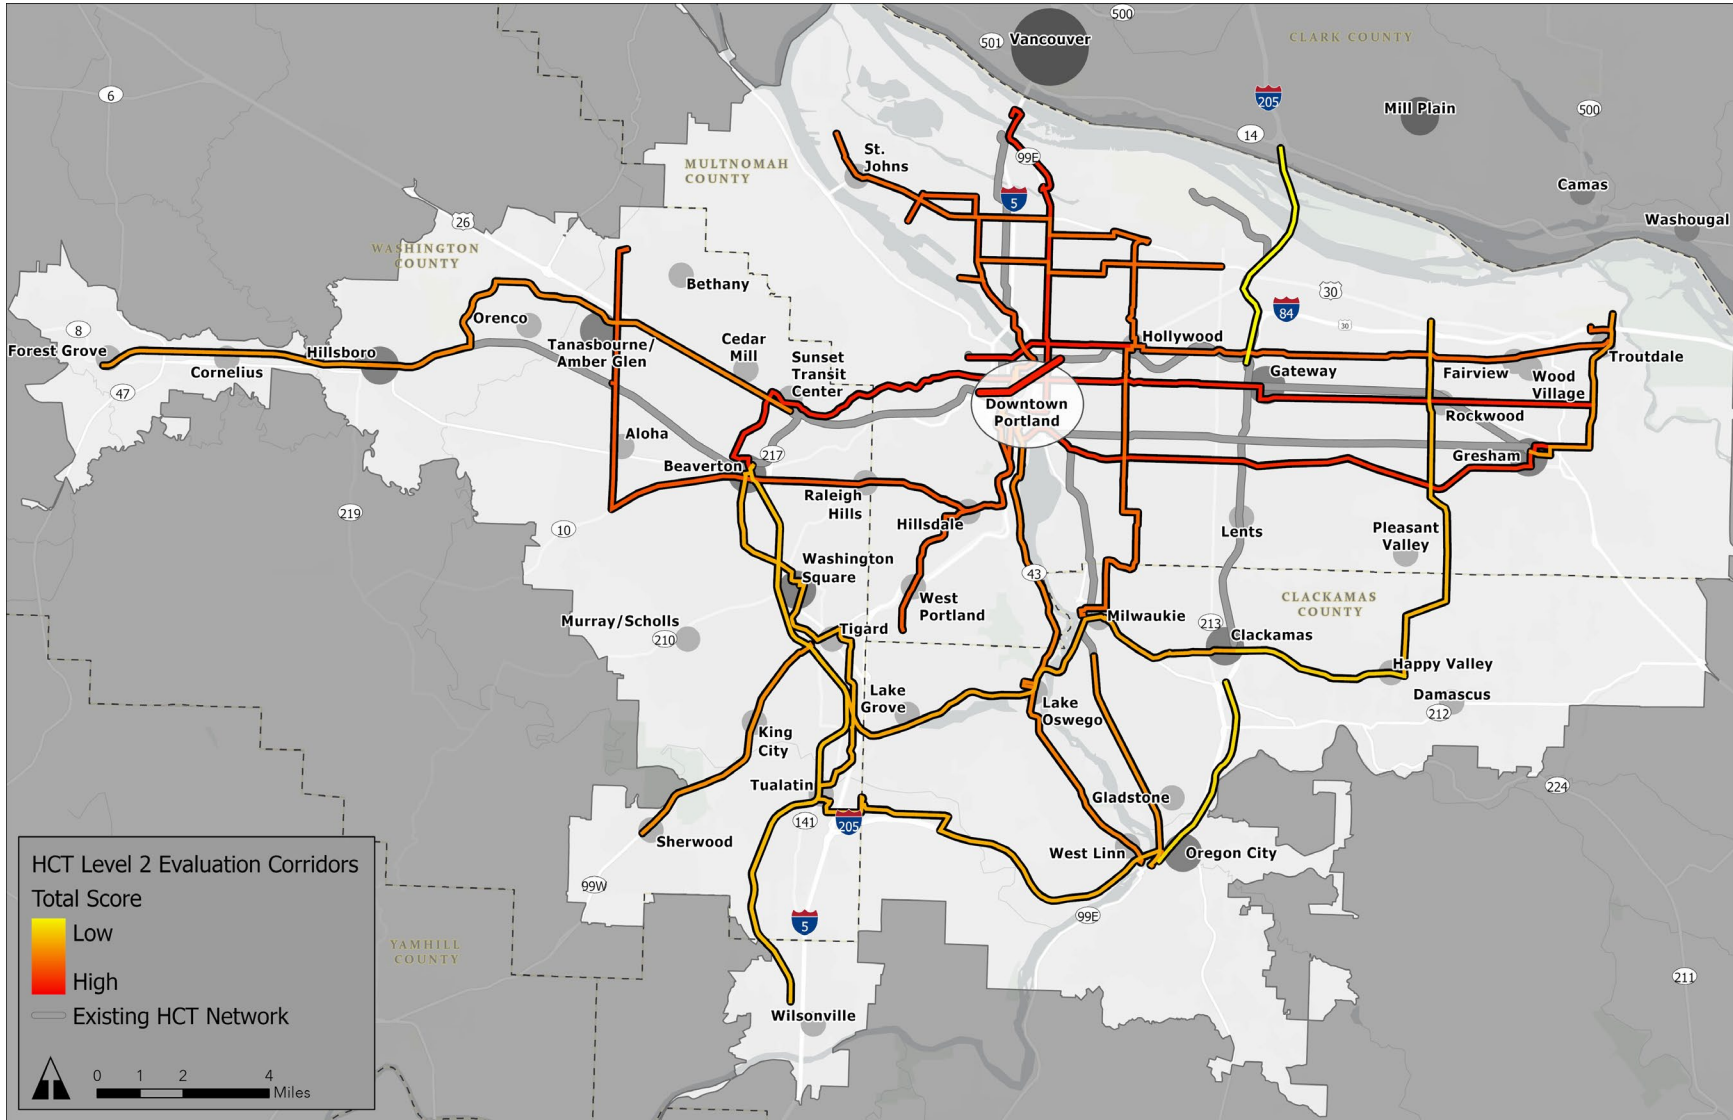 500
501
Vancouver
CLARK COUNTY
6
205
Mill Plain
500
14
99E
St.
Johns
MULTNOMAH
COUNTY
Camas
5
26
Washougal
WASHINGTON
COUNTY
Bethany
30
84
30
8
Orenco
Forest Grove
Cornelius
Hillsboro
Tanasbourne/
Amber Glen
Cedar
Mill
Sunset
Transit
Center
Hollywood
Gateway
Fairview
Wood
Village
Troutdale
47
Downtown
Portland
Rockwood
Aloha
217
Beaverton
Gresham
Raleigh
Hills
Hillsdale
219
10
Lents
Pleasant
Valley
Washington
Square
43
West
Portland
CLACKAMAS
COUNTY
Murray/Scholls
210
Tigard
Milwaukie
213
Clackamas
Happy Valley
Lake
Grove
Lake
Oswego
Damascus
212
King
City
Tualatin
Gladstone
224
141
205
Sherwood
West Linn
Oregon City
99W
99E
5
YAMHILL
COUNTY
211
Wilsonville
HCT Level 2 Evaluation Corridors
Total Score
Low
High
Existing HCT Network
0 1 2 4
Miles